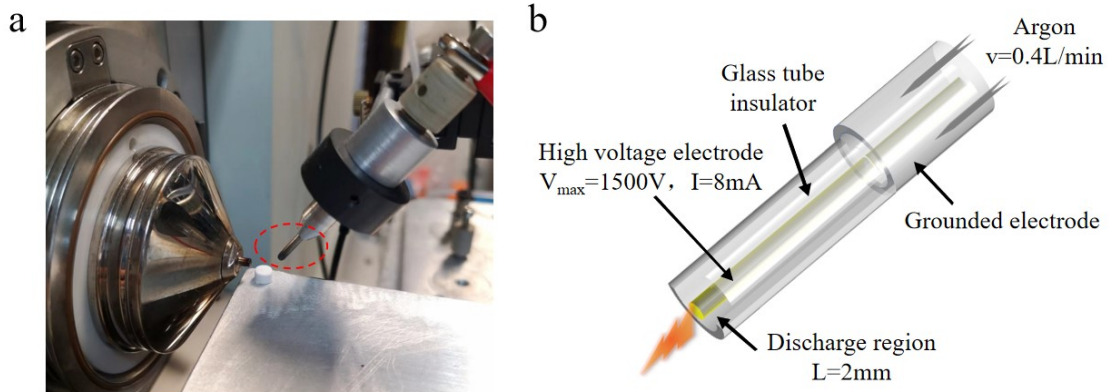 a
b
Argon
v=0.4L/min
Glass tube
insulator
High voltage electrode
Vmax=1500V, I=8mA
Grounded electrode
Discharge region
L=2mm